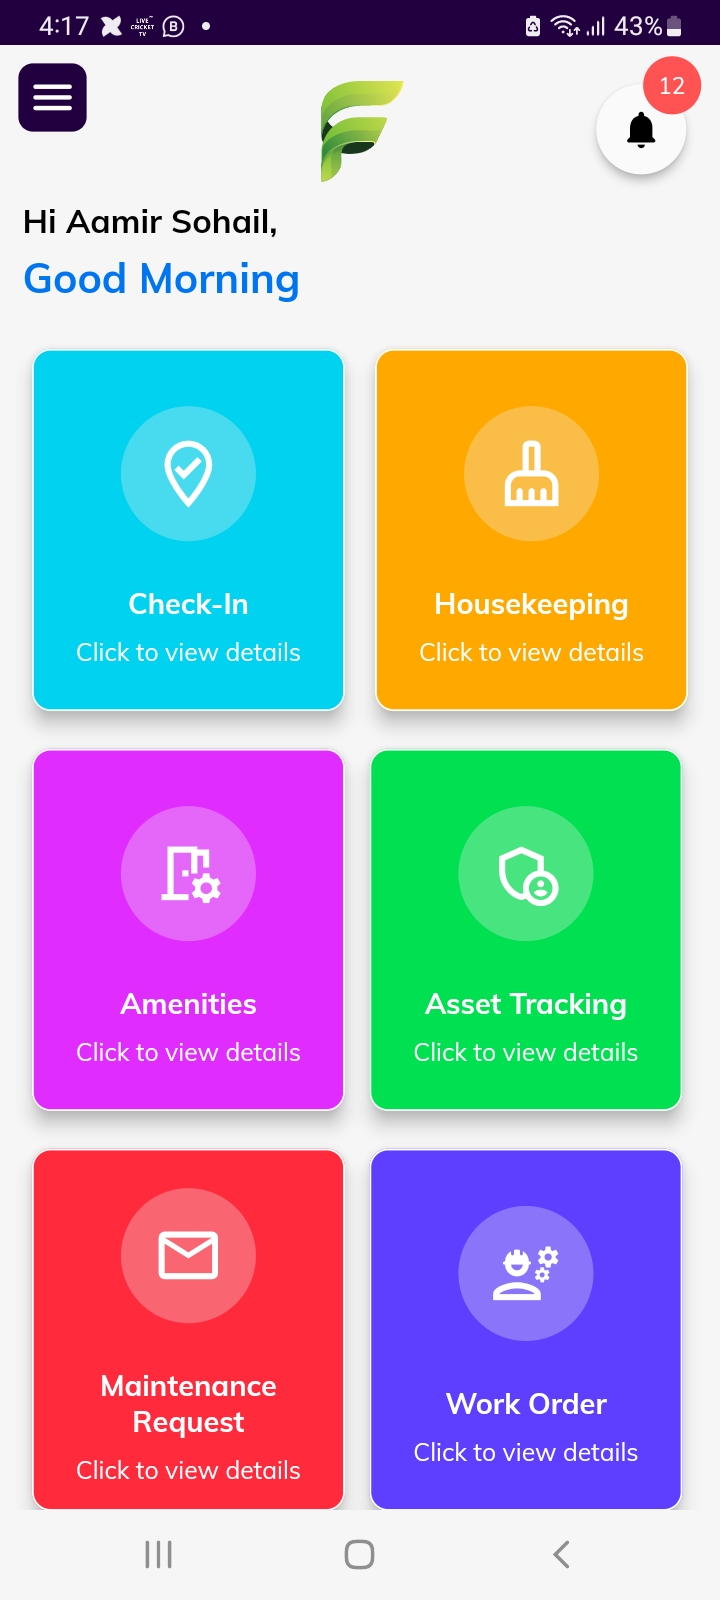 4:17 LIVE CRICKET TV B 43%
12
Hi Aamir Sohail,
Good Morning
Check-In
Click to view details
Housekeeping
Click to view details
Amenities
Click to view details
Asset Tracking
Click to view details
Maintenance
Request
Click to view details
Work Order
Click to view details